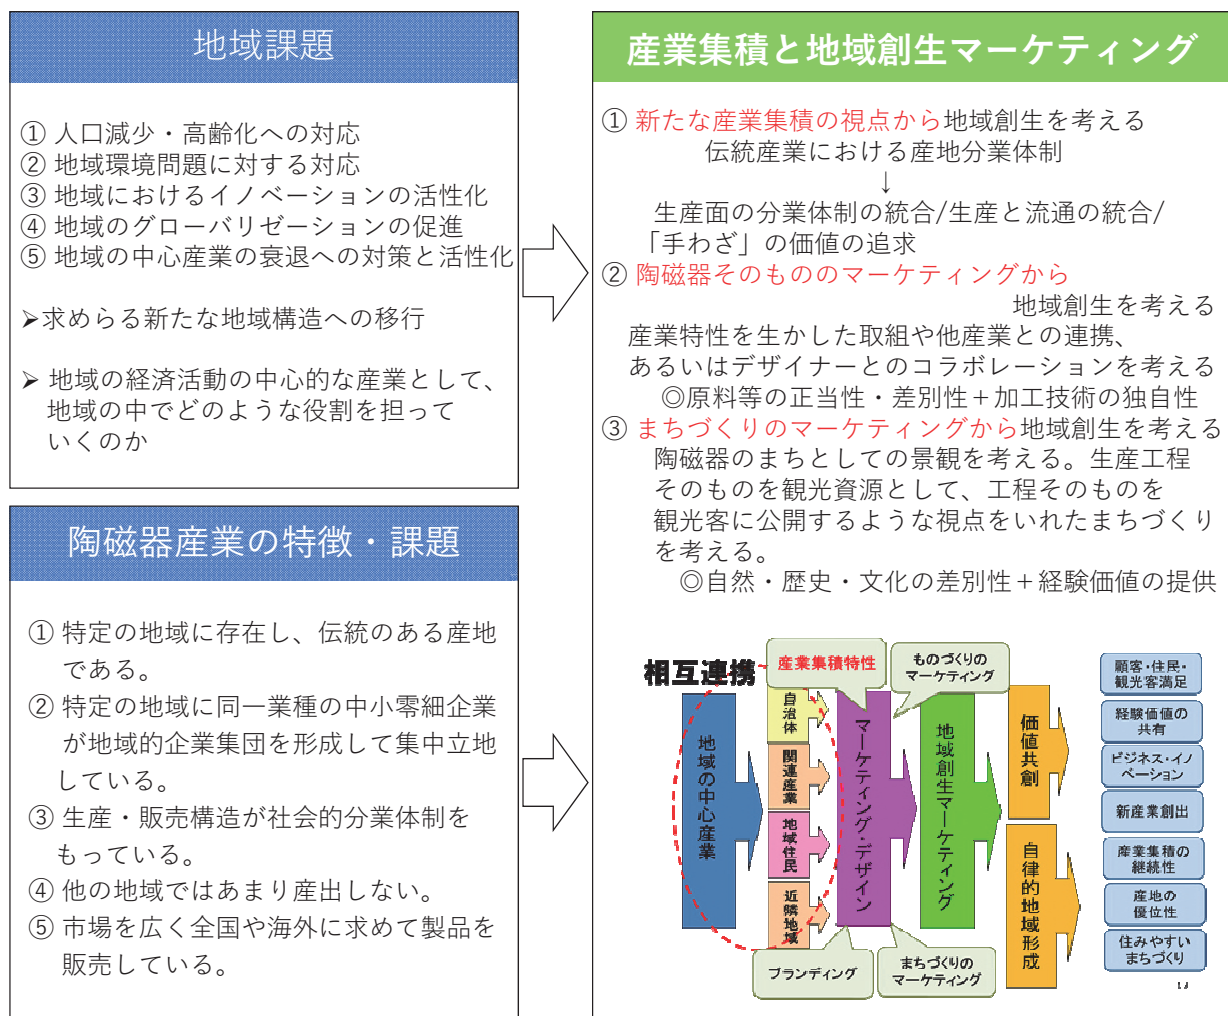 地域課題
① 人口減少・高齢化への対応
② 地域環境問題に対する対応
③ 地域におけるイノベーションの活性化
④ 地域のグローバリゼーションの促進
⑤ 地域の中心産業の衰退への対策と活性化
➢求めらる新たな地域構造への移行
➢ 地域の経済活動の中心的な産業として、
地域の中でどのような役割を担って
いくのか
陶磁器産業の特徴・課題
① 特定の地域に存在し、伝統のある産地
である。
② 特定の地域に同一業種の中小零細企業
が地域的企業集団を形成して集中立地
している。
③ 生産・販売構造が社会的分業体制を
もっている。
④ 他の地域ではあまり産出しない。
⑤ 市場を広く全国や海外に求めて製品を
販売している。
産業集積と地域創生マーケティング
① 新たな産業集積の視点から地域創生を考える
伝統産業における産地分業体制
↓
生産面の分業体制の統合/生産と流通の統合/
「手わざ」の価値の追求
② 陶磁器そのもののマーケティングから
地域創生を考える
産業特性を生かした取組や他産業との連携、
あるいはデザイナーとのコラボレーションを考える
◎原料等の正当性・差別性＋加工技術の独自性
③ まちづくりのマーケティングから地域創生を考える
陶磁器のまちとしての景観を考える。生産工程
そのものを観光資源として、工程そのものを
観光客に公開するような視点をいれたまちづくり
を考える。
◎自然・歴史・文化の差別性＋経験価値の提供
相互連携
産業集積特性
ものづくりの
マーケティング
地域の中心産業
自治体
関連産業
地域住民
近隣地域
マーケティング・デザイン
地域創生マーケティング
ブランディング
まちづくりの
マーケティング
価値共創
自律的地域形成
顧客・住民・
観光客満足
経験価値の
共有
ビジネス・イノ
ベーション
新産業創出
産業集積の
継続性
産地の
優位性
住みやすい
まちづくり